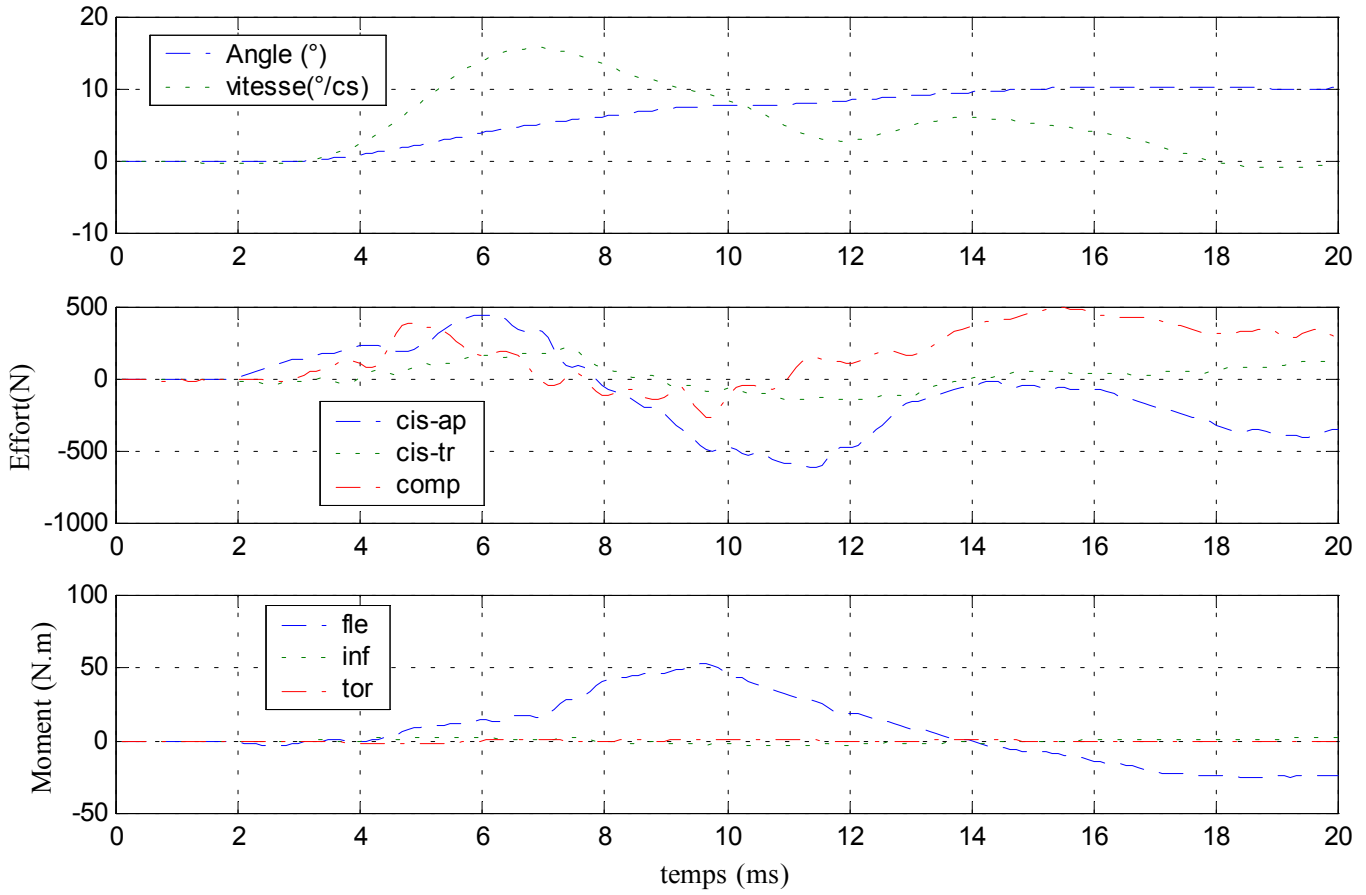 20
10
0
-10
Angle (°)
vitesse(°/cs)
0 2 4 6 8 10 12 14 16 18 20
Effort(N)
500
0
-500
-1000
cis-ap
cis-tr
comp
0 2 4 6 8 10 12 14 16 18 20
Moment (N.m)
100
50
0
-50
fle
inf
tor
0 2 4 6 8 10 12 14 16 18 20
temps (ms)